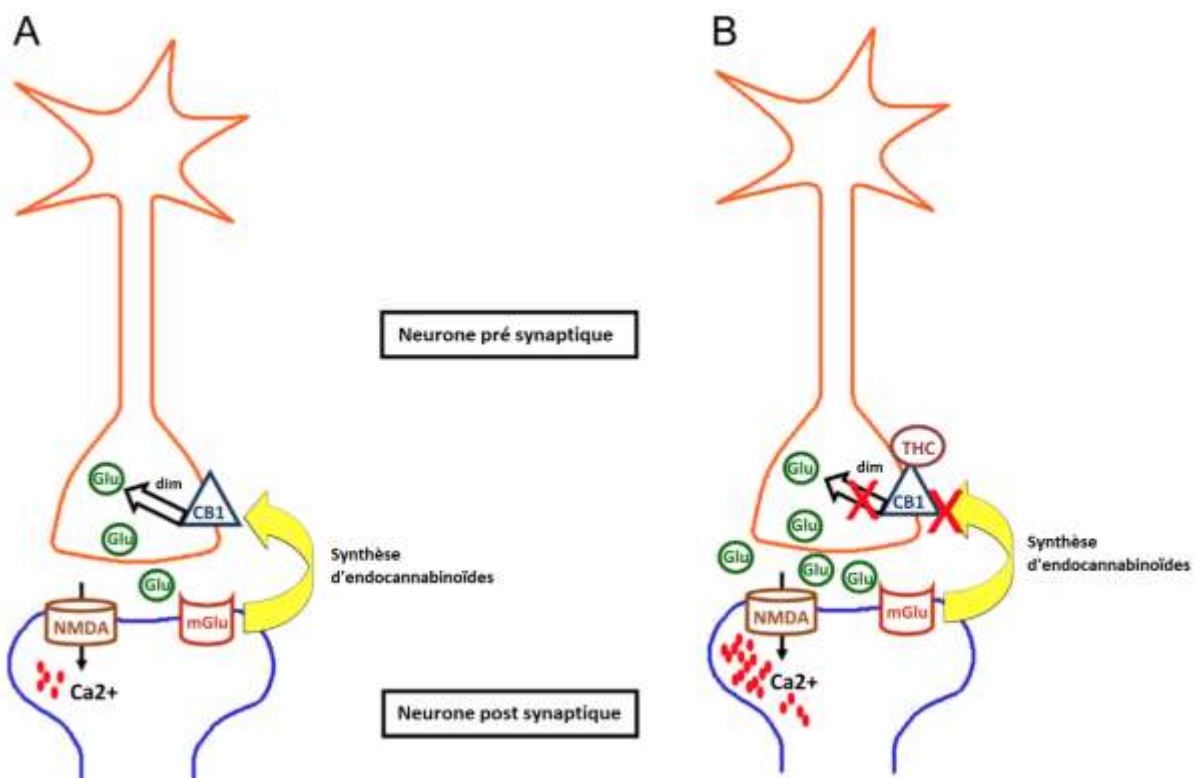 A
B
Neurone pré synaptique
THC
Glu
dim
CB1
Glu
Glu
Synthèse
d'endocannabinoïdes
NMDA
mGlu
Ca2+
Glu
dim
CB1
Glu
Glu
Glu
Glu
Synthèse
d'endocannabinoïdes
NMDA
mGlu
Ca2+
Neurone post synaptique